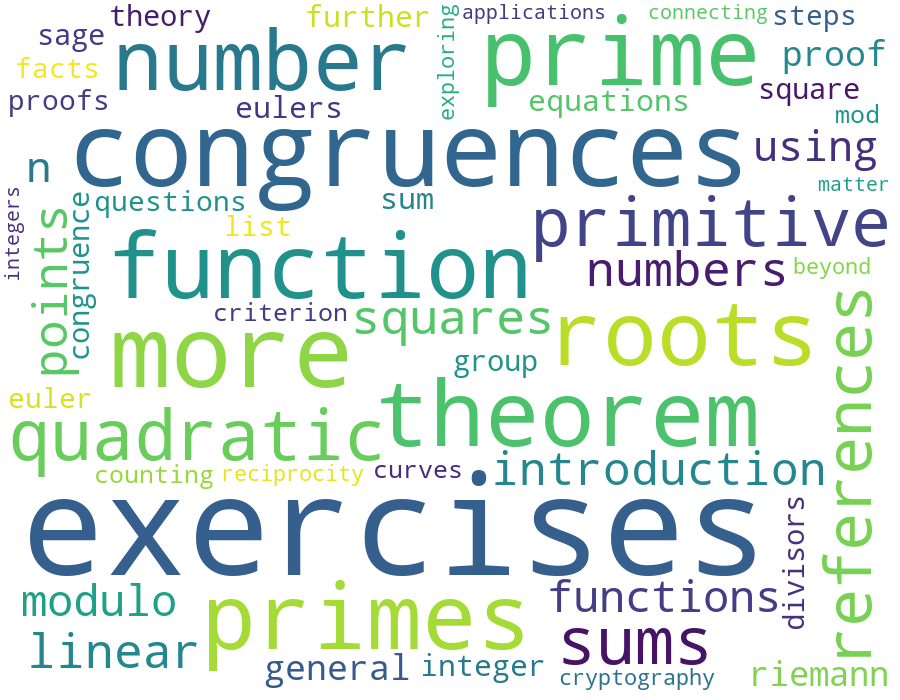 theory
further
applications
connecting
steps
sage
number
exploring
prime
proof
facts
proofs
eulers
equations
square
mod
congruences
using
n
questions
sum
matter
integers
points
congruence
list
function
primitive
numbers
beyond
criterion
squares
more
roots
references
group
euler
quadratic
theorem
counting
reciprocity
curves
introduction
exercises
divisors
modulo
primes
functions
linear
sums
general
integer
cryptography
riemann